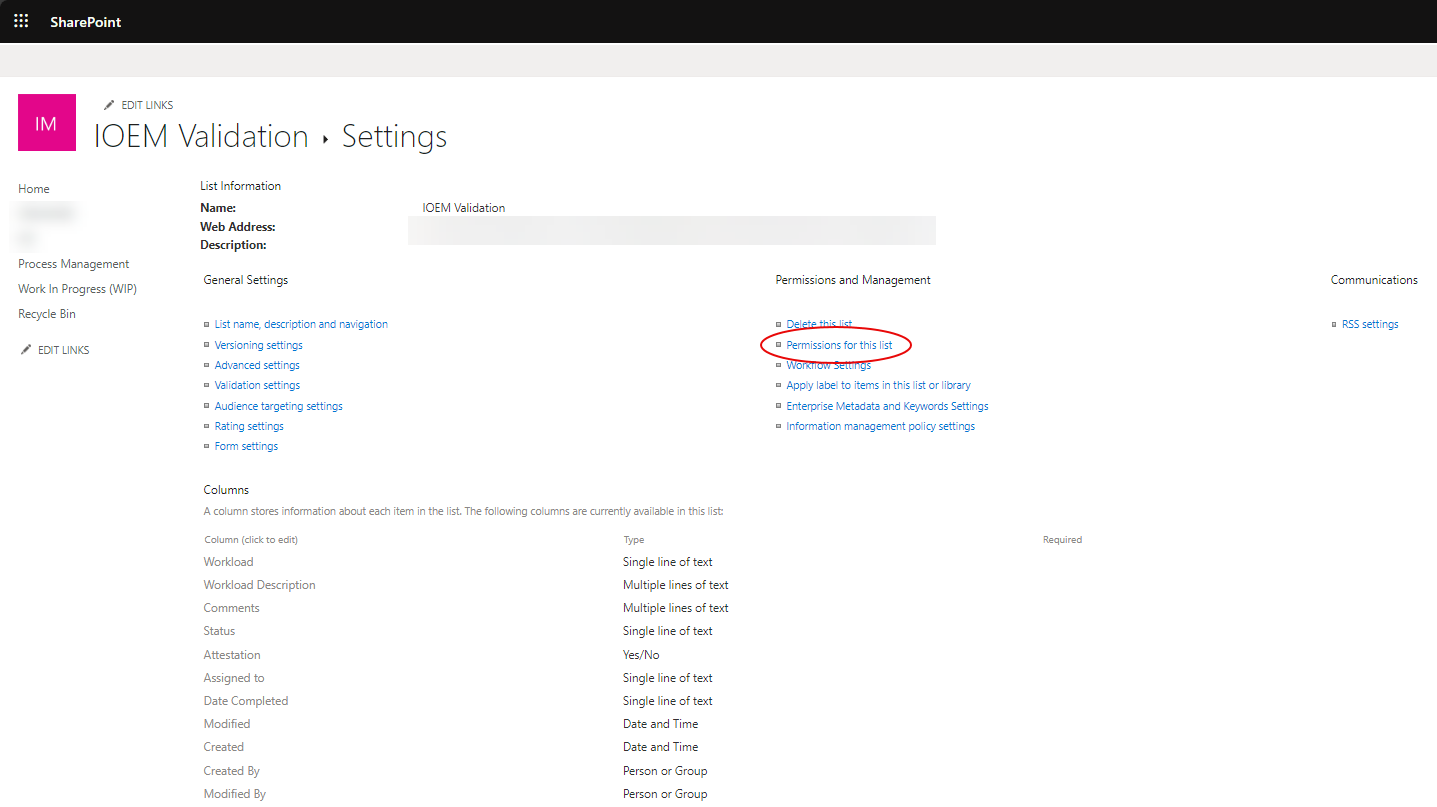 SharePoint
EDIT LINKS
IM
IOEM Validation ▸ Settings
Home
Process Management
Work In Progress (WIP)
Recycle Bin
EDIT LINKS
List Information
Name: IOEM Validation
Web Address:
Description:
General Settings Permissions and Management Communications
List name, description and navigation Delete this list RSS settings
Versioning settings Permissions for this list
Advanced settings Workflow Settings
Validation settings Apply label to items in this list or library
Audience targeting settings Enterprise Metadata and Keywords Settings
Rating settings Information management policy settings
Form settings
Columns
A column stores information about each item in the list. The following columns are currently available in this list:
Column (click to edit) Type Required
Workload Single line of text
Workload Description Multiple lines of text
Comments Multiple lines of text
Status Single line of text
Attestation Yes/No
Assigned to Single line of text
Date Completed Single line of text
Modified Date and Time
Created Date and Time
Created By Person or Group
Modified By Person or Group